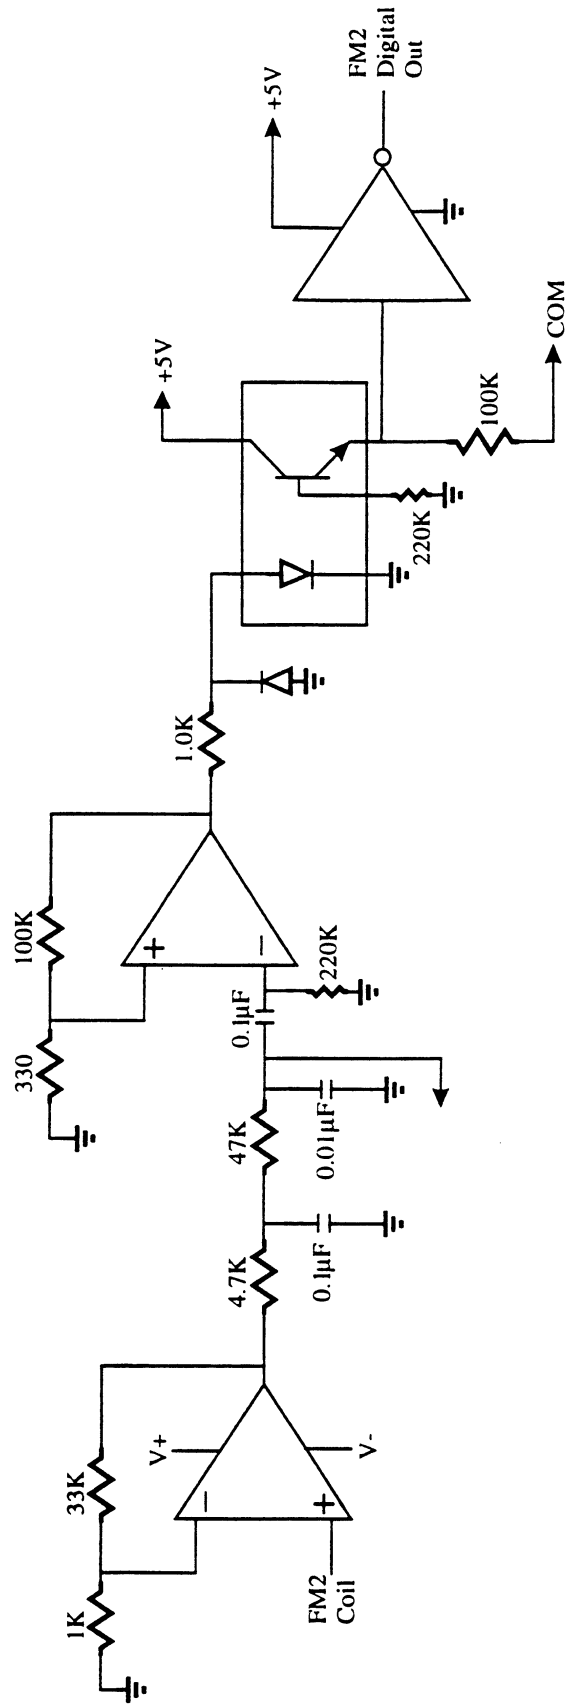 1K
33K
−
+
V+
V-
FM2
Coil
4.7K
0.1µF
47K
0.01µF
330
100K
0.1µF
220K
+
−
1.0K
+5V
220K
100K
COM
+5V
FM2
Digital
Out